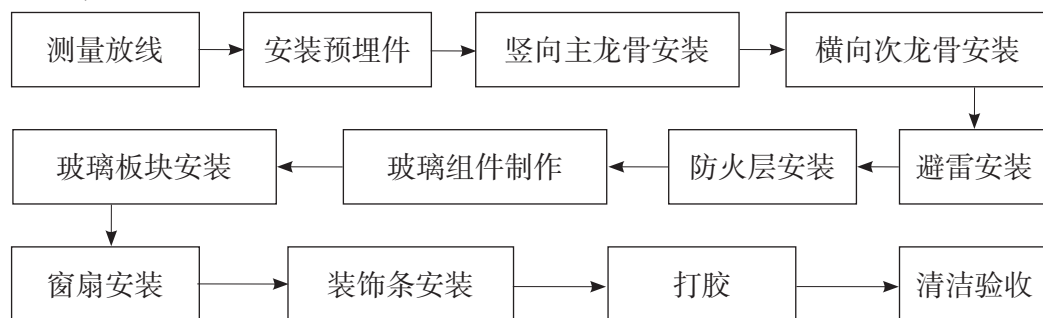 测量放线
安装预埋件
竖向主龙骨安装
横向次龙骨安装
避雷安装
防火层安装
玻璃组件制作
玻璃板块安装
窗扇安装
装饰条安装
打胶
清洁验收